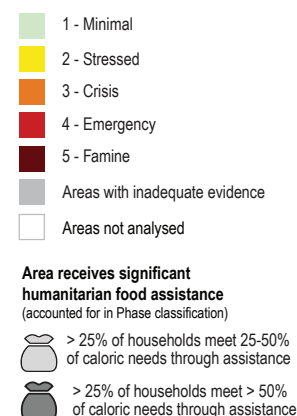 1 - Minimal
2 - Stressed
3 - Crisis
4 - Emergency
5 - Famine
Areas with inadequate evidence
Areas not analysed
Area receives significant
humanitarian food assistance
(accounted for in Phase classification)
> 25% of households meet 25-50%
of caloric needs through assistance
> 25% of households meet > 50%
of caloric needs through assistance